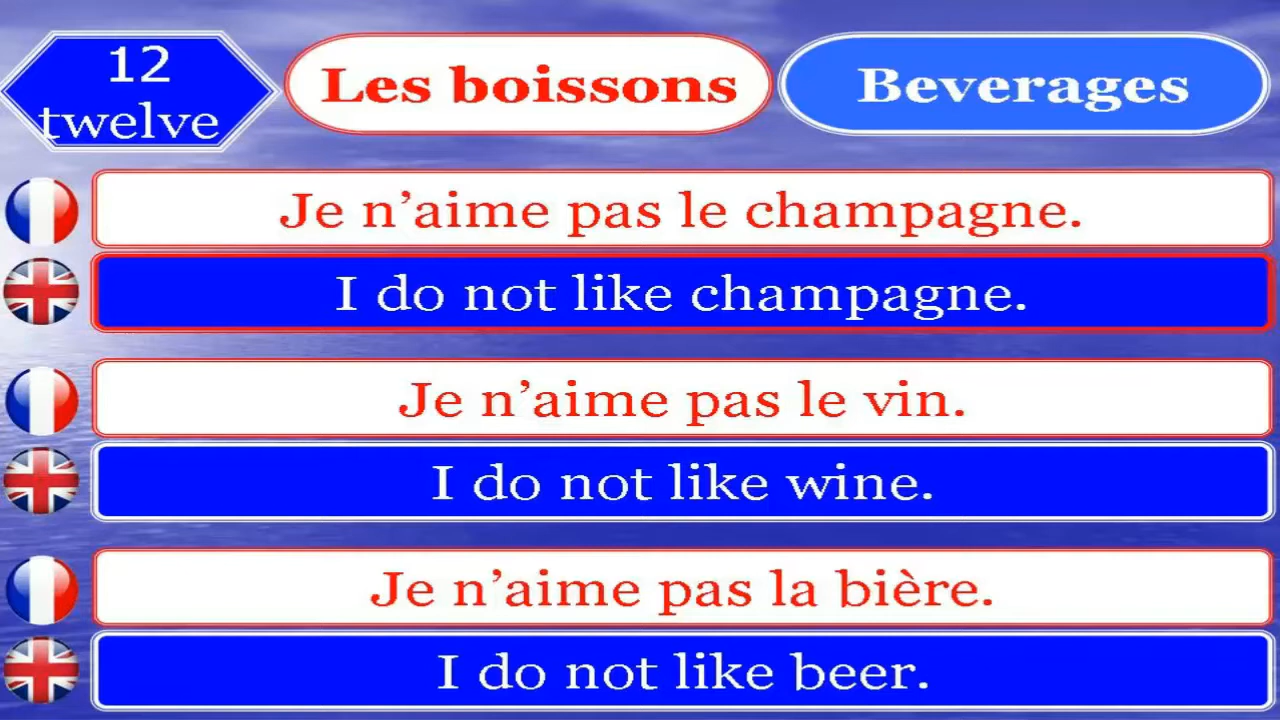 12
twelve
Les boissons
Beverages
Je n’aime pas le champagne.
I do not like champagne.
Je n’aime pas le vin.
I do not like wine.
Je n’aime pas la bière.
I do not like beer.